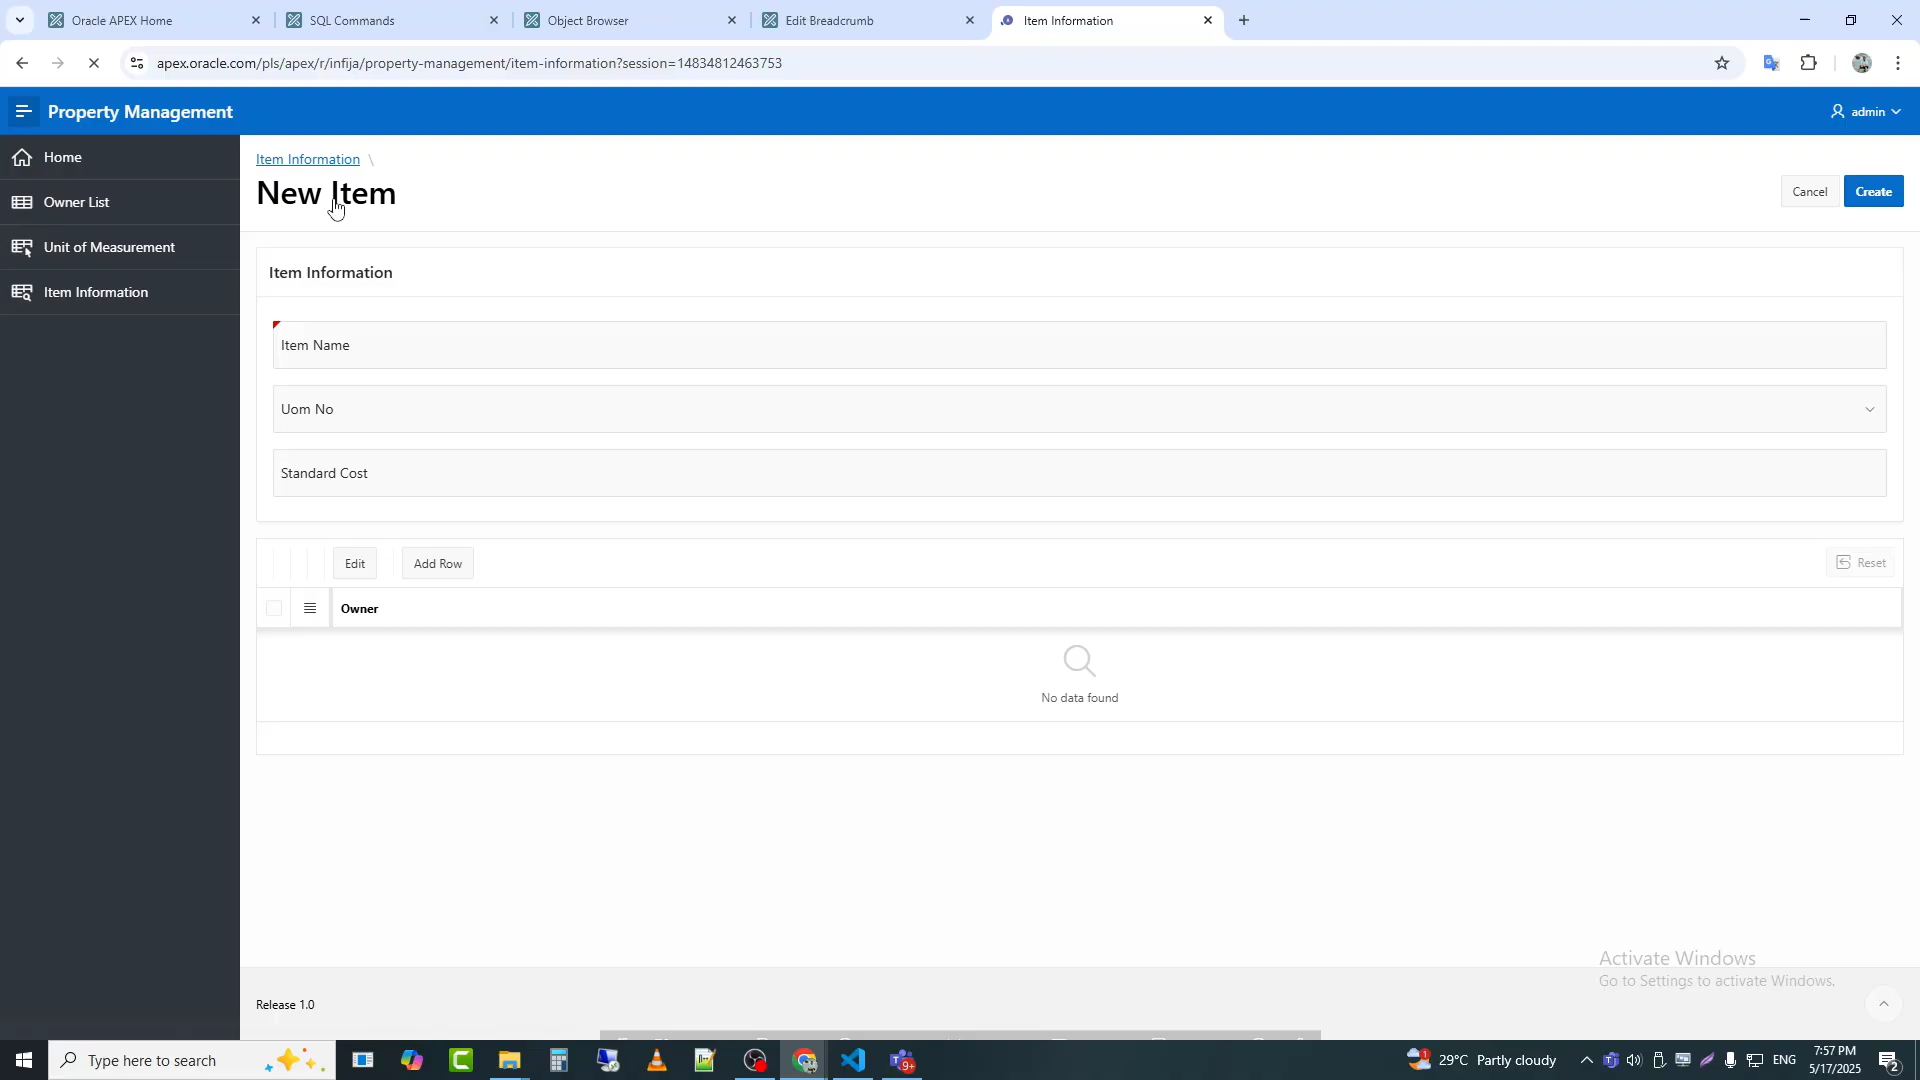 Oracle APEX Home
SQL Commands
Object Browser
Edit Breadcrumb
Item Information
apex.oracle.com/pls/apex/r/infija/property-management/item-information?session=14834812463753
Property Management
admin
Home
Owner List
Unit of Measurement
Item Information
Item Information \
New Item
Cancel
Create
Item Information
Item Name
Uom No
Standard Cost
Edit
Add Row
Reset
Owner
No data found
Activate Windows
Go to Settings to activate Windows.
Release 1.0
Type here to search
9+
1
29°C Partly cloudy
ENG
7:57 PM
5/17/2025
2